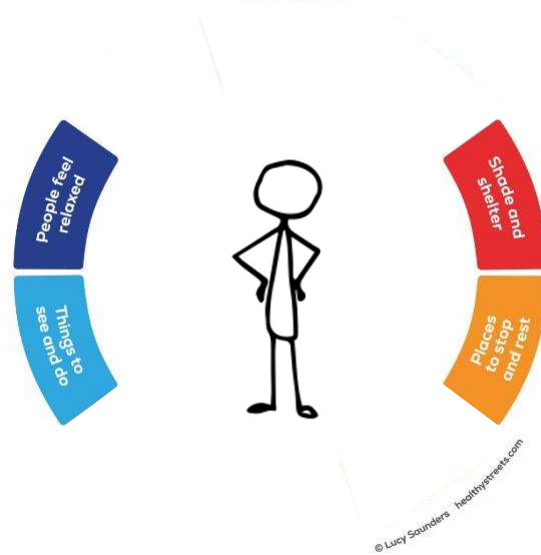 People feel
relaxed
Shade and
shelter
Things to
see and do
Places
to stop
and rest
© Lucy Saunders healthystreets.com